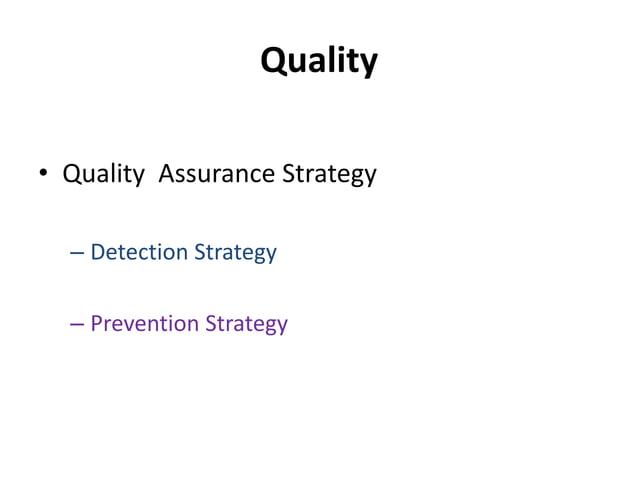 Quality
• Quality  Assurance Strategy
– Detection Strategy
– Prevention Strategy